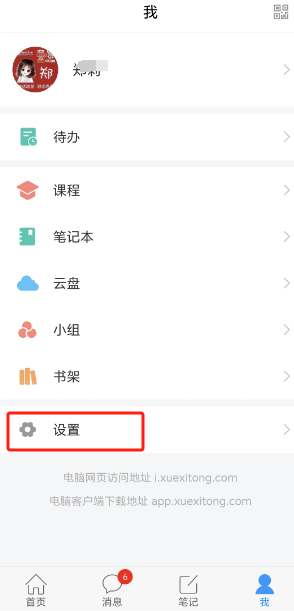 我
郑
郑莉
待办
课程
笔记本
云盘
小组
书架
设置
电脑网页访问地址 i.xuexitong.com
电脑客户端下载地址 app.xuexitong.com
6
首页
消息
笔记
我